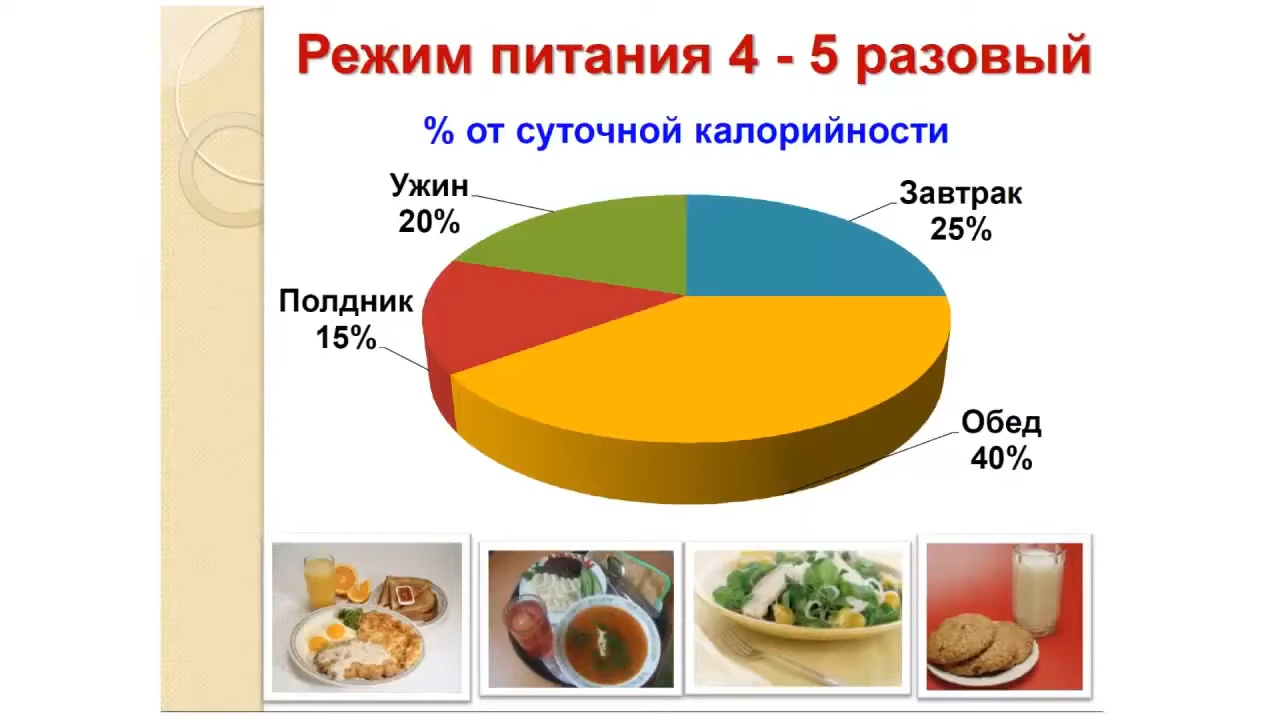 Режим питания 4 - 5 разовый
% от суточной калорийности
Ужин
20%
Завтрак
25%
Полдник
15%
Обед
40%